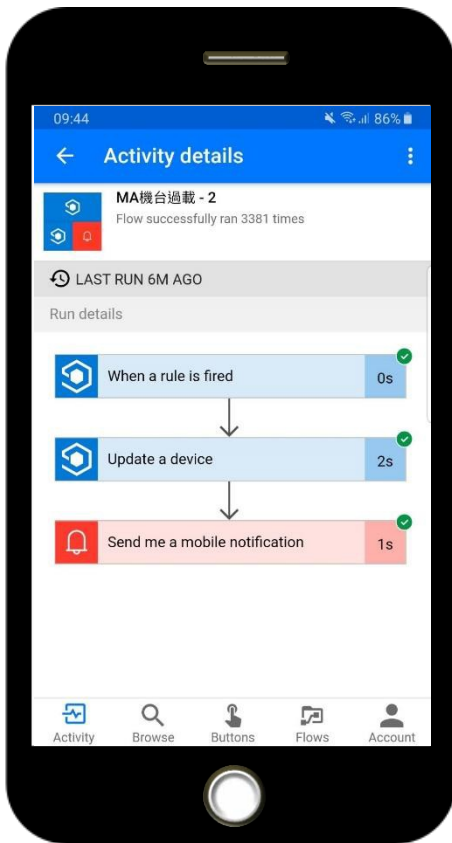 09:44
86%
Activity details
MA機台過載 - 2
Flow successfully ran 3381 times
LAST RUN 6M AGO
Run details
When a rule is fired
0s
Update a device
2s
Send me a mobile notification
1s
Activity
Browse
Buttons
Flows
Account